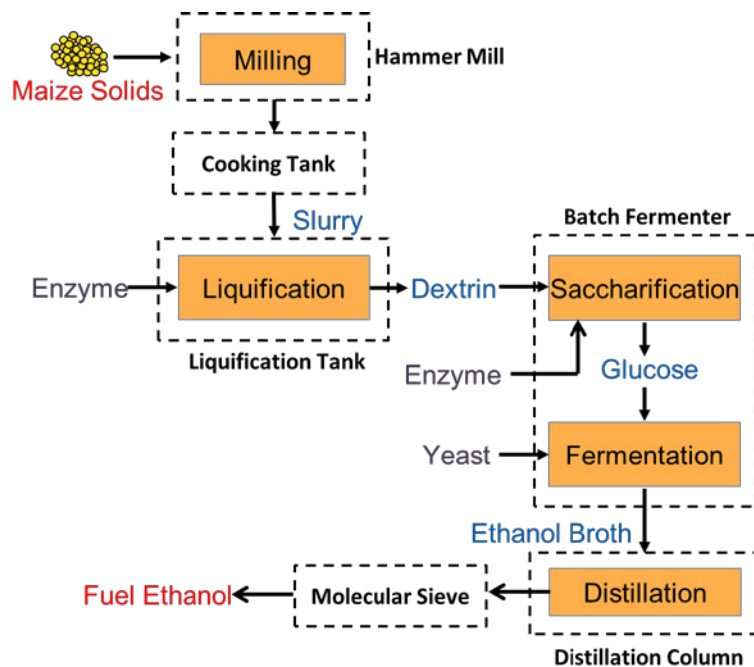 Milling
Hammer Mill
Maize Solids
Cooking Tank
Slurry
Batch Fermenter
Enzyme
Liquification
Dextrin
Saccharification
Liquification Tank
Enzyme
Glucose
Yeast
Fermentation
Ethanol Broth
Fuel Ethanol
Molecular Sieve
Distillation
Distillation Column